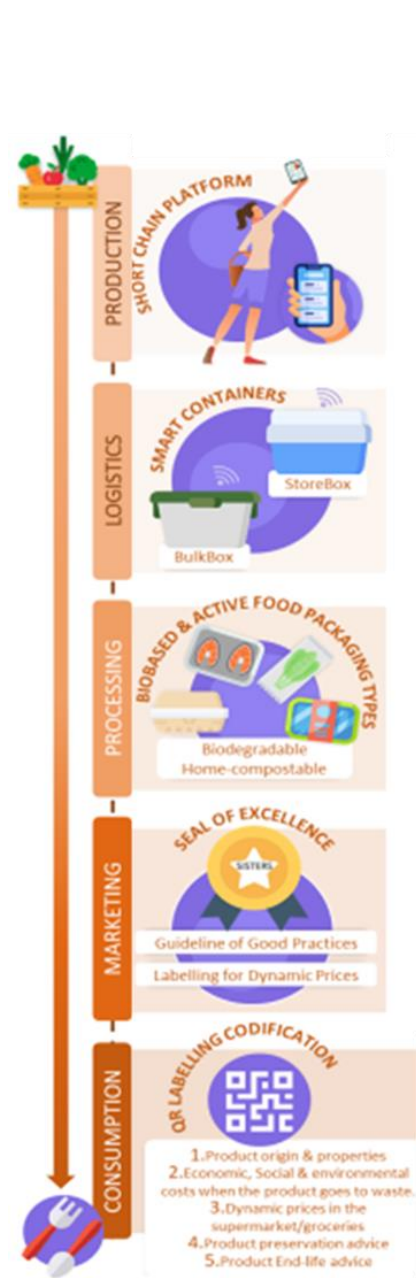 PRODUCTION
SHORT CHAIN PLATFORM
LOGISTICS
SMART CONTAINERS
StoreBox
BulkBox
PROCESSING
BIOBASED & ACTIVE FOOD PACKAGING TYPES
Biodegradable
Home-compostable
MARKETING
SEAL OF EXCELLENCE
SISTERS
Guideline of Good Practices
Labelling for Dynamic Prices
CONSUMPTION
QR LABELLING CODIFICATION
1.Product origin & properties
2.Economic, Social & environmental
costs when the product goes to waste.
3.Dynamic prices in the
supermarket/groceries
4.Product preservation advice
5.Product End-life advice